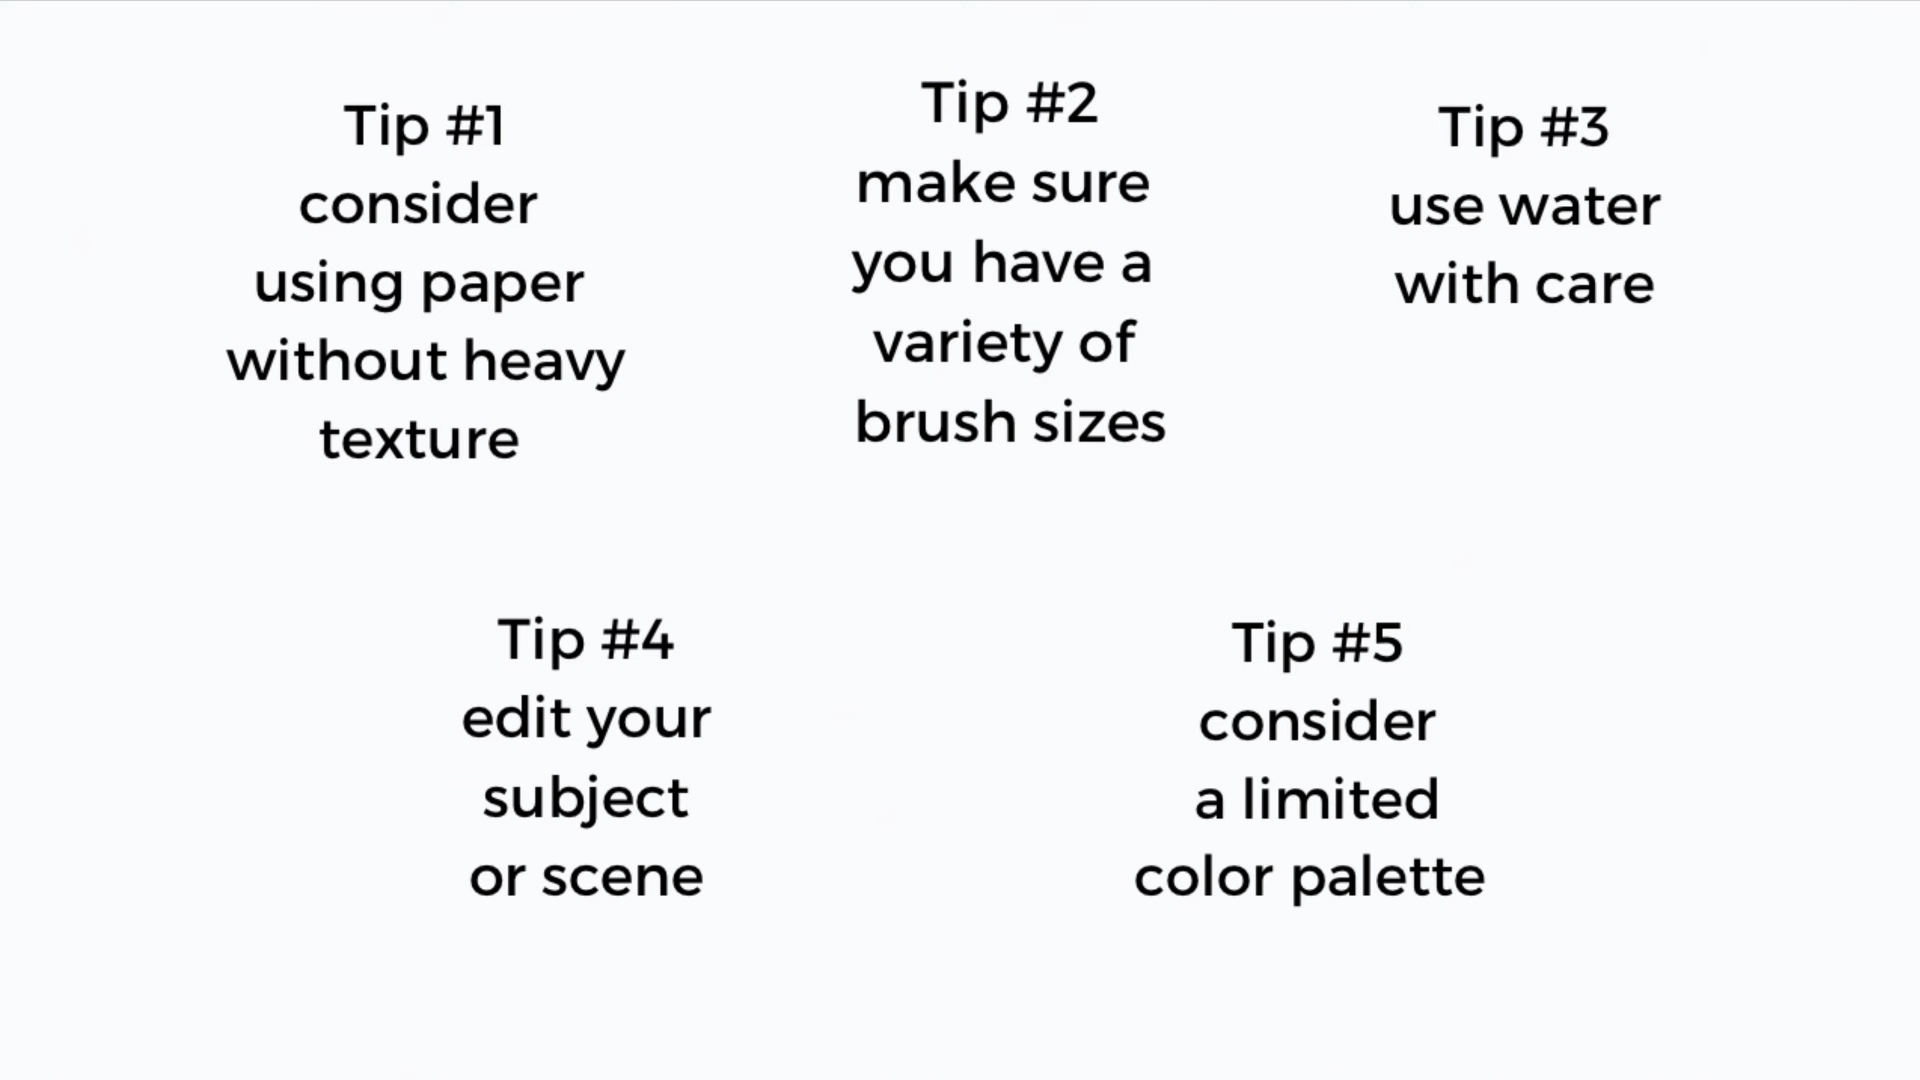 Tip #1
consider
using paper
without heavy
texture
Tip #2
make sure
you have a
variety of
brush sizes
Tip #3
use water
with care
Tip #4
edit your
subject
or scene
Tip #5
consider
a limited
color palette